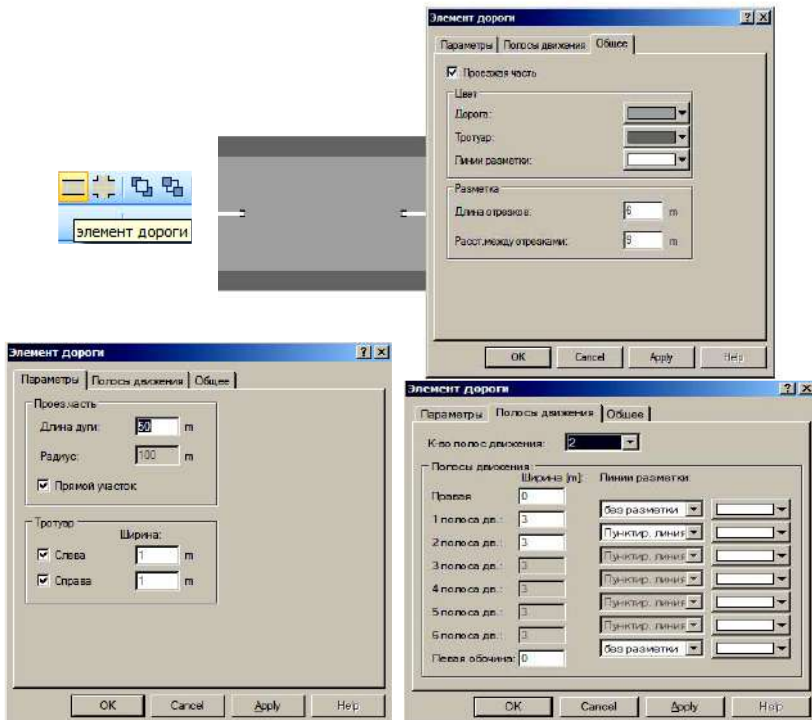 элемент дороги
Элемент дороги
Параметры Полосы движения Общее
Проезжая часть
Цвет
Дорога:
Тротуар:
Линии разметки:
Разметка
Длина отрезков: 6 m
Расст.между отрезками: 9 m
OK Cancel Apply Help
Элемент дороги
Параметры Полосы движения Общее
Проез.часть
Длина дуги: 50 m
Радиус: 100 m
Прямой участок
Тротуар
Ширина:
Слева 1 m
Справа 1 m
OK Cancel Apply Help
Элемент дороги
Параметры Полосы движения Общее
К-во полос движения: 2
Полосы движения
Ширина [m]: Линии разметки:
Правая 0
без разметки
1 полоса дв.: 3
Пунктир. линия
2 полоса дв.: 3
Пунктир. линия
3 полоса дв.: 3
Пунктир. линия
4 полоса дв.: 3
Пунктир. линия
5 полоса дв.: 3
Пунктир. линия
6 полоса дв.: 3
без разметки
Левая обочина: 0
OK Cancel Apply Help